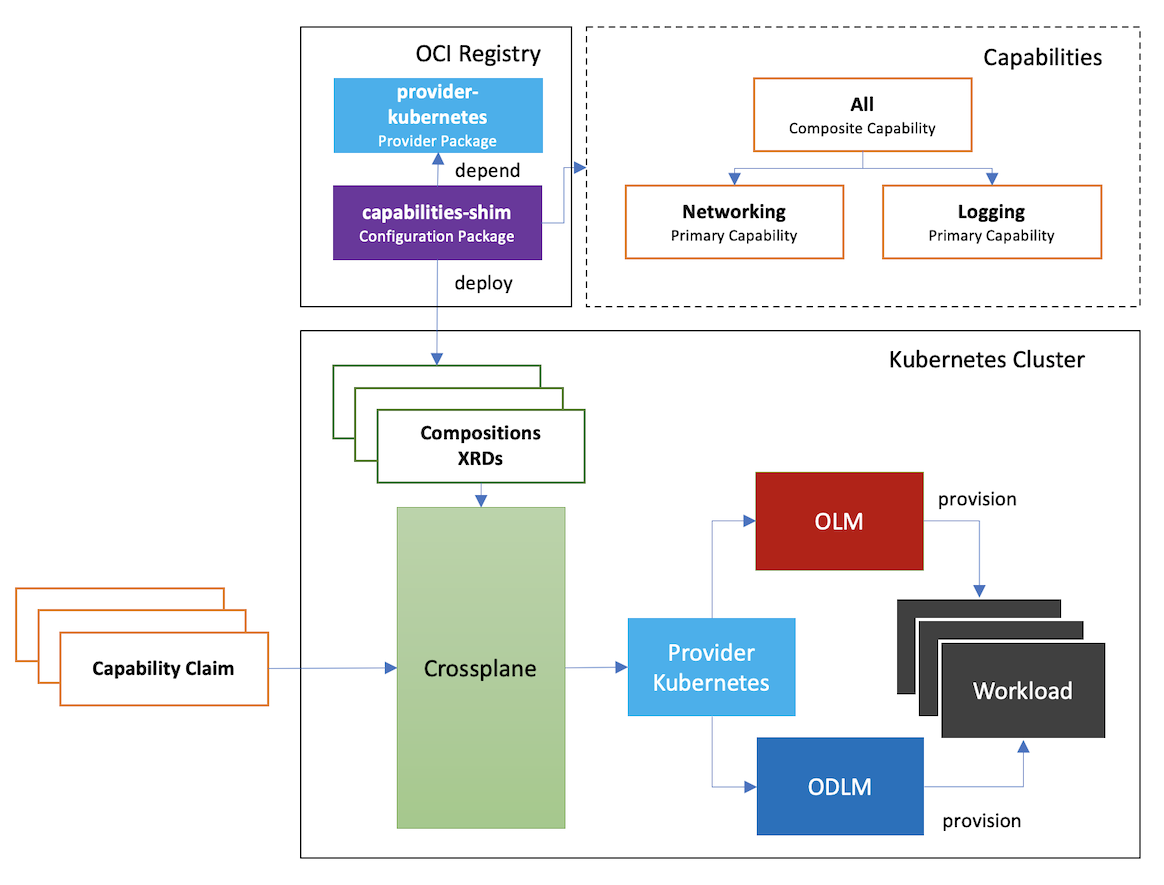 OCI Registry
provider-
kubernetes
Provider Package
depend
capabilities-shim
Configuration Package
deploy
Capabilities
All
Composite Capability
Networking
Primary Capability
Logging
Primary Capability
Kubernetes Cluster
Compositions
XRDs
Capability Claim
Crossplane
Provider
Kubernetes
OLM
provision
ODLM
provision
Workload